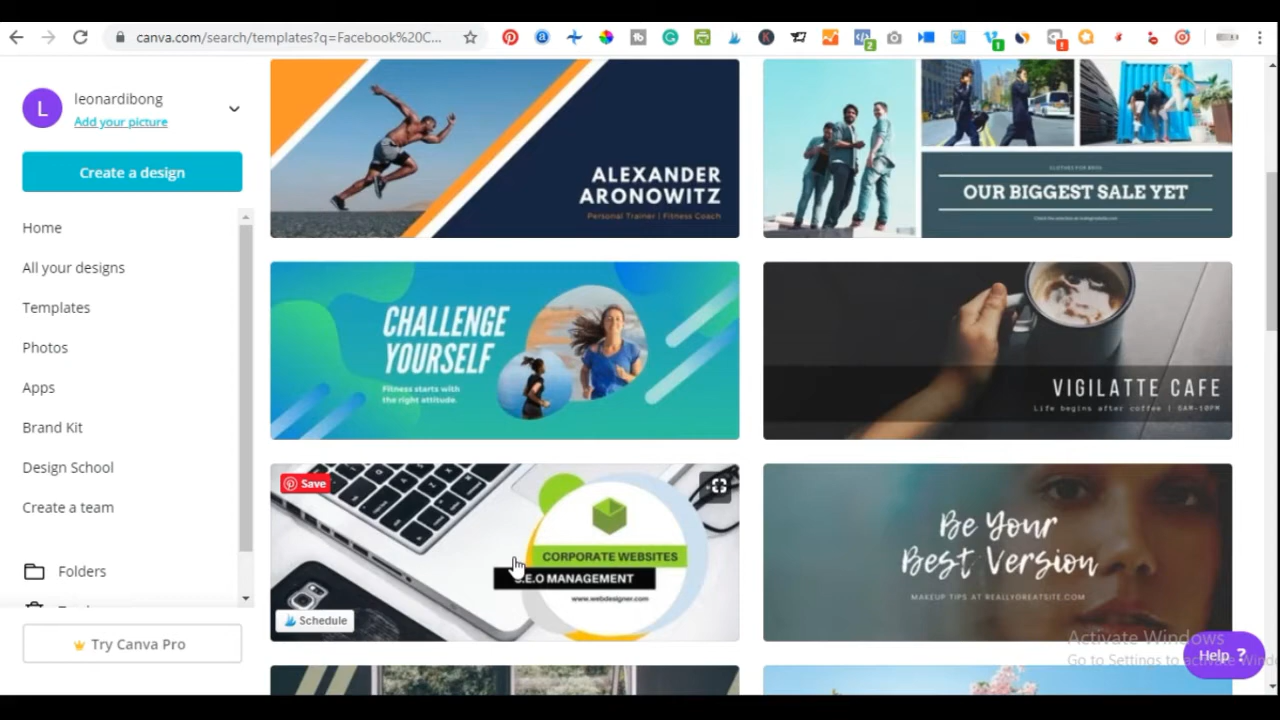 canva.com/search/templates?q=Facebook%20C...
2
1
L
leonardibong
Add your picture
Create a design
Home
All your designs
Templates
Photos
Apps
Brand Kit
Design School
Create a team
Folders
Try Canva Pro
ALEXANDER
ARONOWITZ
Personal Trainer | Fitness Coach
OUR BIGGEST SALE YET
CHALLENGE
YOURSELF
Fitness starts with
the right attitude.
VIGILATTE CAFE
Life begins after coffee | 6AM-10PM
Save
CORPORATE WEBSITES
S.E.O MANAGEMENT
www.webdesigner.com
Schedule
Be Your
Best Version
MAKEUP TIPS AT REALLYGREATSITE.COM
Activate Windows
Go to Settings to activate Wind
Help ?